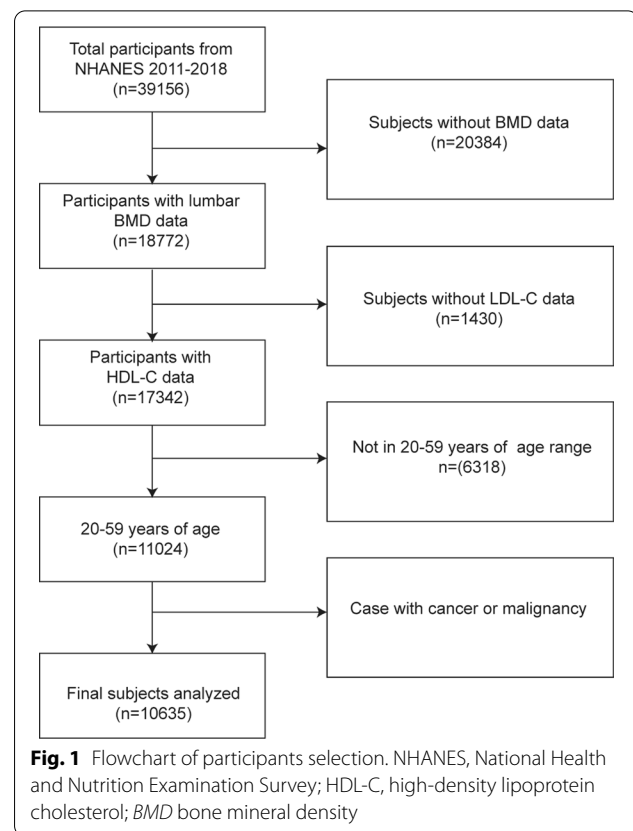 Total participants from
NHANES 2011-2018
(n=39156)
Subjects without BMD data
(n=20384)
Participants with lumbar
BMD data
(n=18772)
Subjects without LDL-C data
(n=1430)
Participants with
HDL-C data
(n=17342)
Not in 20-59 years of age range
n=(6318)
20-59 years of age
(n=11024)
Case with cancer or malignancy
Final subjects analyzed
(n=10635)
Fig. 1 Flowchart of participants selection. NHANES, National Health
and Nutrition Examination Survey; HDL-C, high-density lipoprotein
cholesterol; BMD bone mineral density